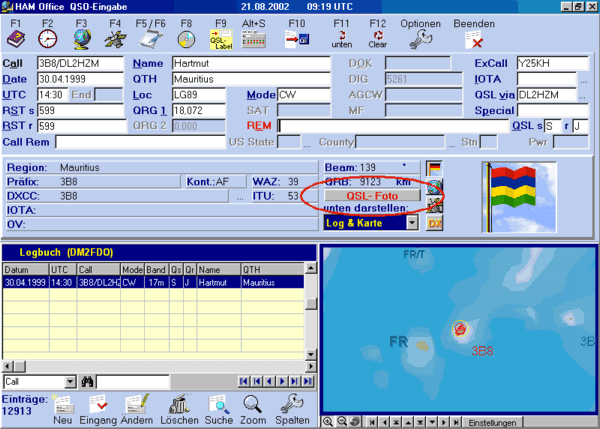 HAM Office QSO-Eingabe 21.08.2002 09:19 UTC
F1 F2 F3 F4 F5 / F6 F8 F9 Alt+S F10 F11 F12 Optionen Beenden
QSL-Label unten Clear
Call 3B8/DL2HZM Name Hartmut DOK ExCall Y25KH
Date 30.04.1999 QTH Mauritius DIG 5261 IOTA ...
UTC 14:30 End Loc LG89 Mode CW AGCW QSL via DL2HZM ...
RST s 599 QRG 1 18,072 SAT MF Special
RST r 599 QRG 2 0,000 REM QSL s S r J
Call Rem US State ... County ... Stn Pwr
Region: Mauritius Beam: 139 °
Präfix: 3B8 Kont.: AF WAZ: 39 QRB: 9123 km
DXCC: 3B8 ... ITU: 53 QSL- Foto
IOTA: unten darstellen:
OV: Log & Karte DX
Logbuch (DM2FDO)
Datum UTC Call Mode Band Qs Qr Name QTH
30.04.1999 14:30 3B8/DL2HZ CW 17m S J Hartmut Mauritius
FR/T
FR
3B8
3B
Call
Einträge:
12913
Neu Eingang Ändern Löschen Suche Zoom Spalten
Einstellungen